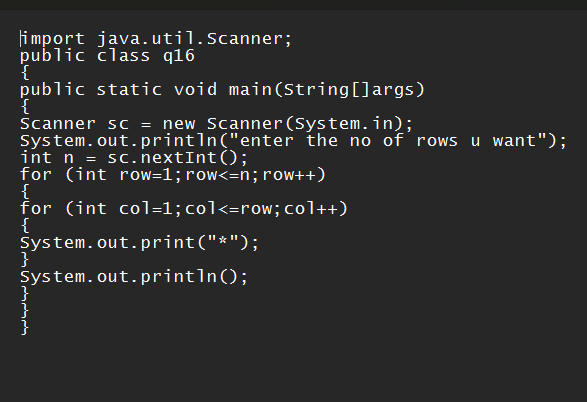 import java.util.Scanner;
public class q16
{
public static void main(String[]args)
{
Scanner sc = new Scanner(System.in);
System.out.println("enter the no of rows u want");
int n = sc.nextInt();
for (int row=1;row<=n;row++)
{
for (int col=1;col<=row;col++)
{
System.out.print("*");
}
System.out.println();
}
}
}